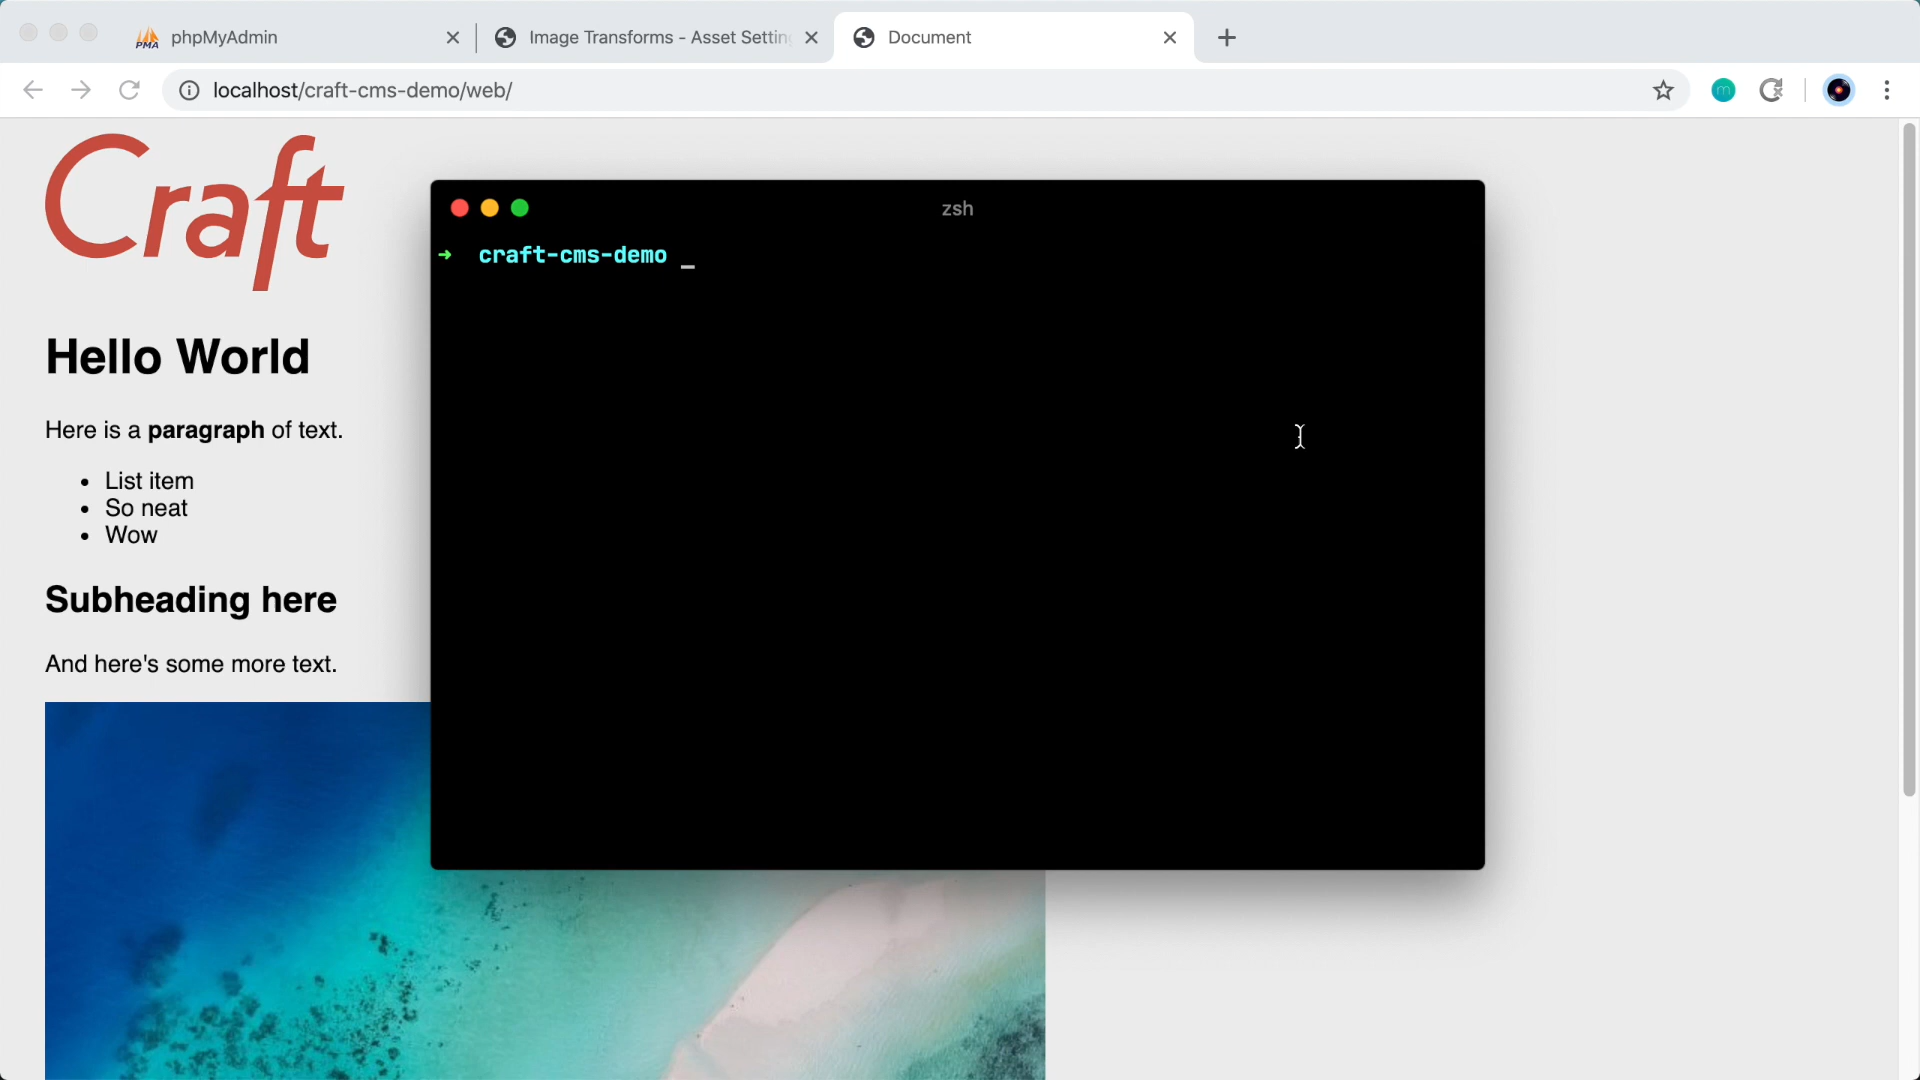 phpMyAdmin
Image Transforms - Asset Settin
Document
localhost/craft-cms-demo/web/
Craft
zsh
➜ craft-cms-demo _
Hello World
Here is a paragraph of text.
• List item
• So neat
• Wow
Subheading here
And here's some more text.